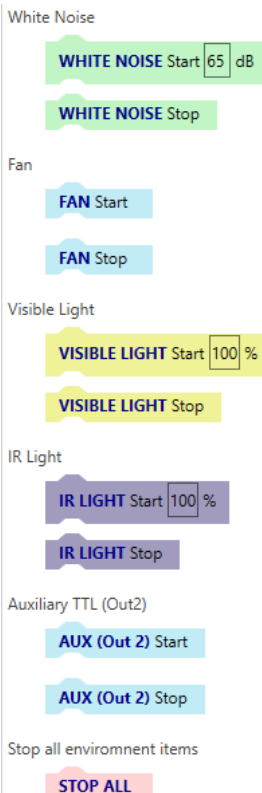 White Noise
WHITE NOISE Start 65 dB
WHITE NOISE Stop
Fan
FAN Start
FAN Stop
Visible Light
VISIBLE LIGHT Start 100 %
VISIBLE LIGHT Stop
IR Light
IR LIGHT Start 100 %
IR LIGHT Stop
Auxiliary TTL (Out2)
AUX (Out 2) Start
AUX (Out 2) Stop
Stop all enviromnent items
STOP ALL